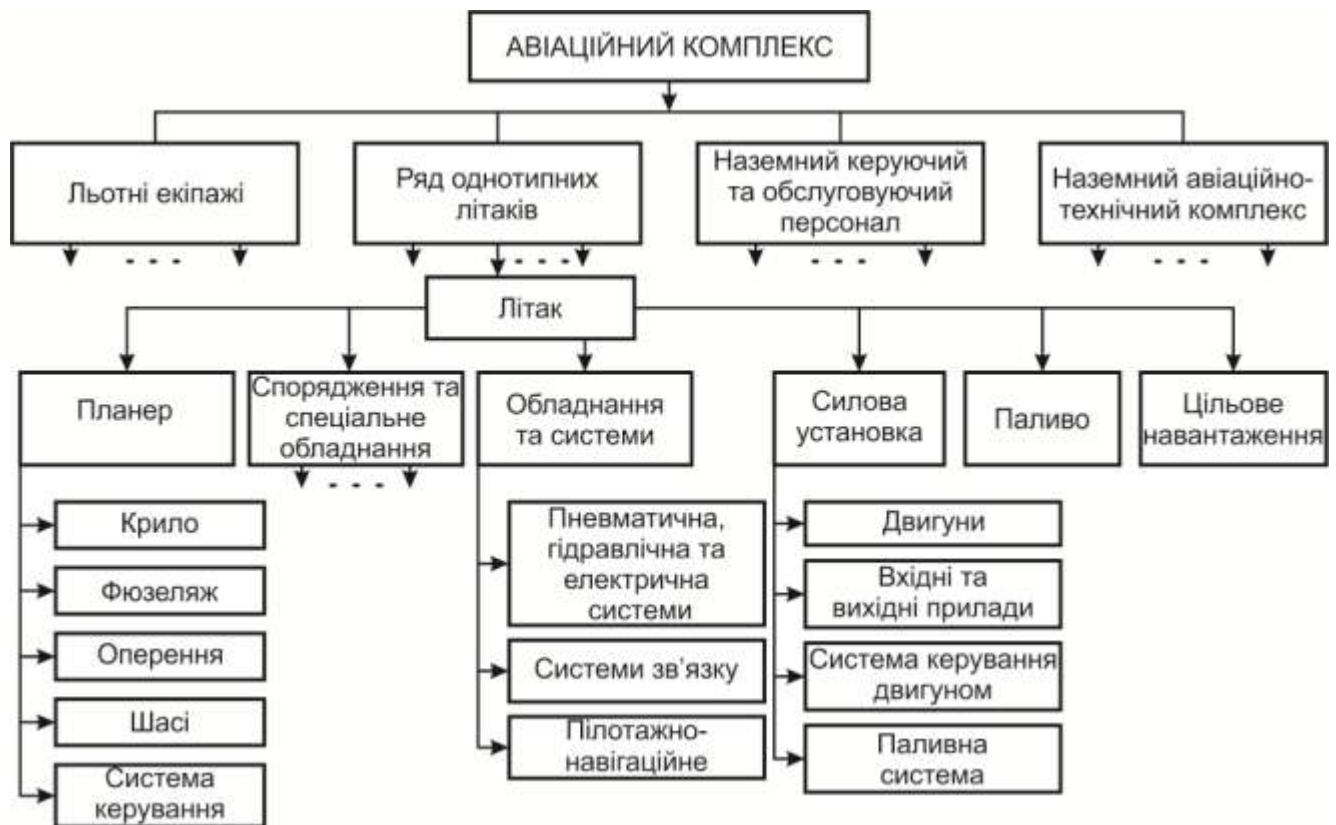 АВІАЦІЙНИЙ КОМПЛЕКС
Льотні екіпажі
Ряд однотипних
літаків
Наземний керуючий
та обслуговуючий
персонал
Наземний авіаційно-
технічний комплекс
Літак
Планер
Спорядження та
спеціальне
обладнання
Обладнання
та системи
Силова
установка
Паливо
Цільове
навантаження
Крило
Фюзеляж
Оперення
Шасі
Система
керування
Пневматична,
гідравлічна та
електрична
системи
Системи зв’язку
Пілотажно-
навігаційне
Двигуни
Вхідні та
вихідні прилади
Система керування
двигуном
Паливна
система